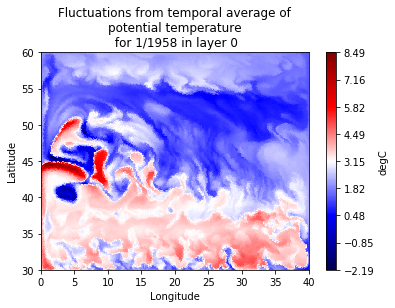 Fluctuations from temporal average of
potential temperature
for 1/1958 in layer 0
60
55
50
45
40
35
30
Latitude
0 5 10 15 20 25 30 35 40
Longitude
8.49
7.16
5.82
4.49
3.15
1.82
0.48
−0.85
−2.19
degC